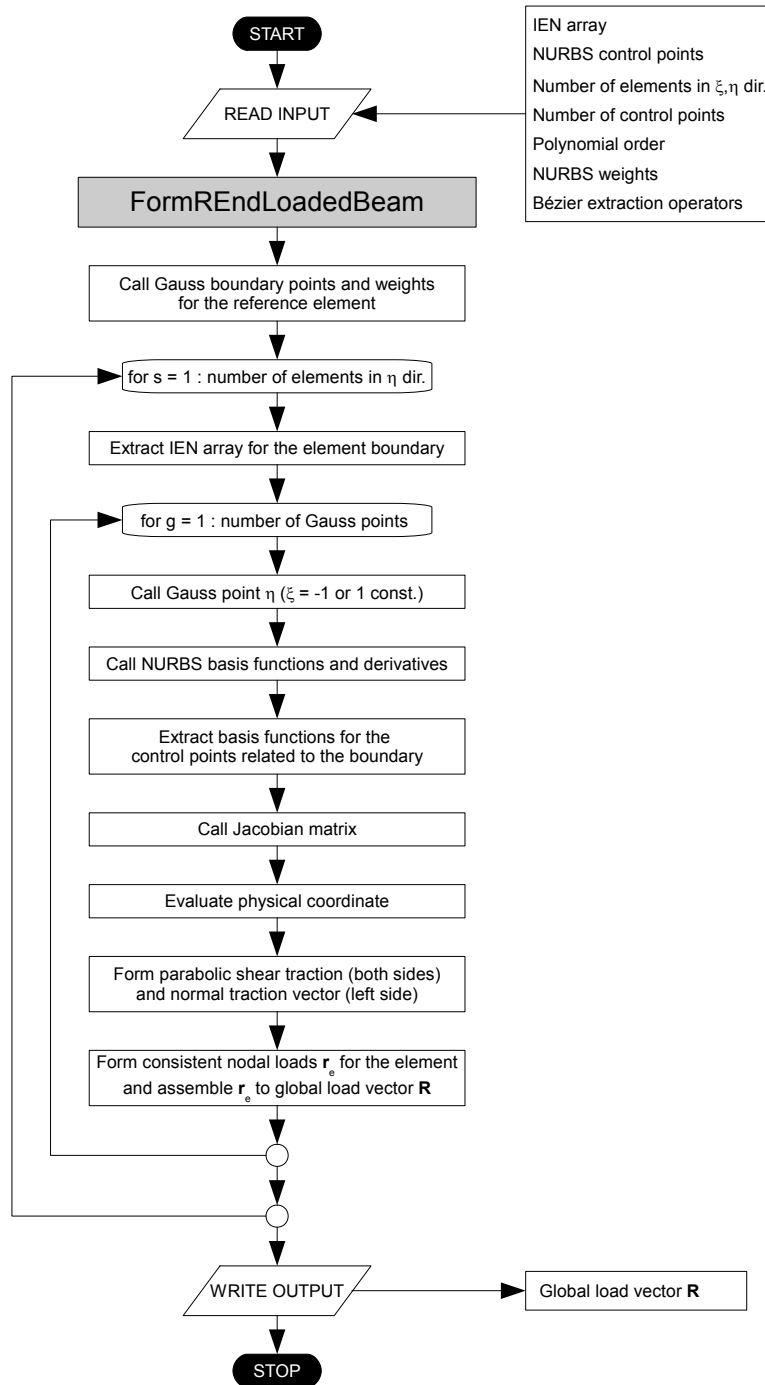 START
READ INPUT
IEN array
NURBS control points
Number of elements in ξ,η dir.
Number of control points
Polynomial order
NURBS weights
Bézier extraction operators
FormREndLoadedBeam
Call Gauss boundary points and weights
for the reference element
for s = 1 : number of elements in η dir.
Extract IEN array for the element boundary
for g = 1 : number of Gauss points
Call Gauss point η (ξ = -1 or 1 const.)
Call NURBS basis functions and derivatives
Extract basis functions for the
control points related to the boundary
Call Jacobian matrix
Evaluate physical coordinate
Form parabolic shear traction (both sides)
and normal traction vector (left side)
Form consistent nodal loads r_e for the element
and assemble r_e to global load vector R
WRITE OUTPUT
Global load vector R
STOP